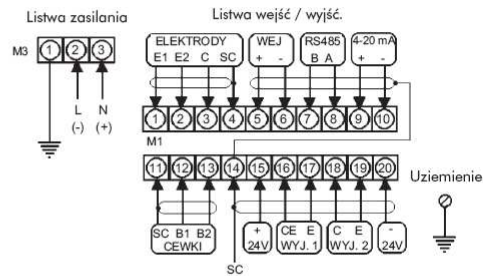 Listwa zasilania
Listwa wejść / wyjść.
M3
1 2 3
L N
(-) (+)
ELEKTRODY
E1 E2 C SC
WEJ
+ -
RS485
B A
4-20 mA
+ -
1 2 3 4 5 6 7 8 9 10
M1
11 12 13 14 15 16 17 18 19 20
Uziemienie
SC B1 B2
CEWKI
SC
+
24V
CE E
WYJ. 1
C E
WYJ. 2
-
24V